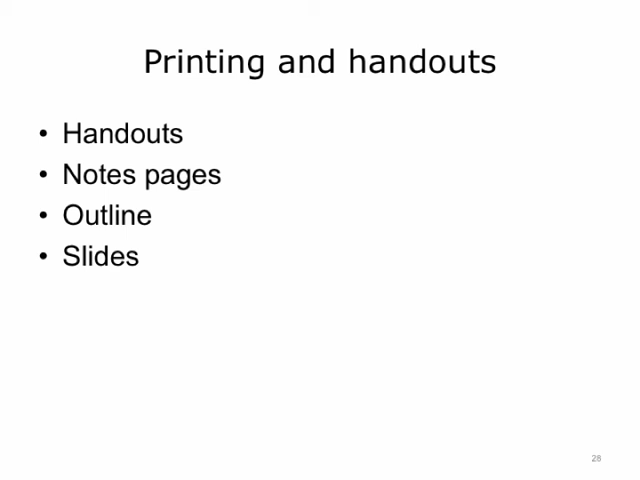 Printing and handouts
• Handouts
• Notes pages
• Outline
• Slides
28